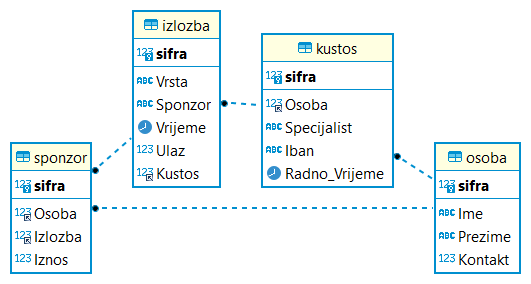 izlozba
sifra
ABC Vrsta
ABC Sponzor
Vrijeme
123 Ulaz
123 Kustos
kustos
123 sifra
123 Osoba
ABC Specijalist
ABC Iban
Radno_Vrijeme
sponzor
123 sifra
123 Osoba
123 Izlozba
123 Iznos
osoba
123 sifra
ABC Ime
ABC Prezime
123 Kontakt